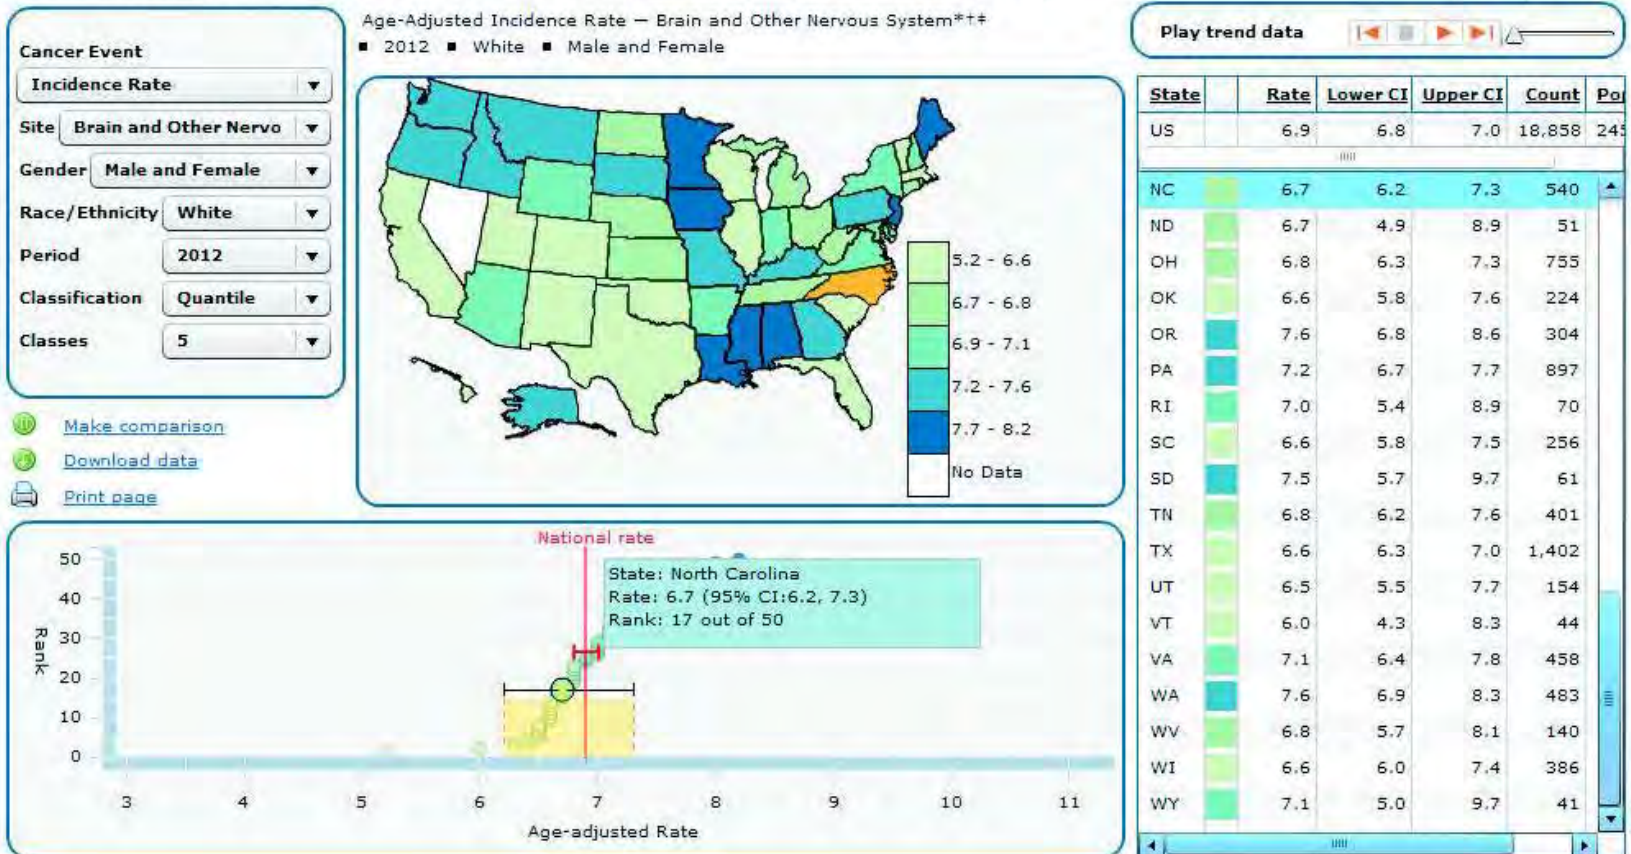 Cancer Event
Incidence Rate
Site Brain and Other Nervo
Gender Male and Female
Race/Ethnicity White
Period 2012
Classification Quantile
Classes 5
Make comparison
Download data
Print page
Age-Adjusted Incidence Rate — Brain and Other Nervous System*†‡
2012 White Male and Female
5.2 - 6.6
6.7 - 6.8
6.9 - 7.1
7.2 - 7.6
7.7 - 8.2
No Data
Play trend data
State Rate Lower CI Upper CI Count Pop
US 6.9 6.8 7.0 18,858 245
NC 6.7 6.2 7.3 540
ND 6.7 4.9 8.9 51
OH 6.8 6.3 7.3 755
OK 6.6 5.8 7.6 224
OR 7.6 6.8 8.6 304
PA 7.2 6.7 7.7 897
RI 7.0 5.4 8.9 70
SC 6.6 5.8 7.5 256
SD 7.5 5.7 9.7 61
TN 6.8 6.2 7.6 401
TX 6.6 6.3 7.0 1,402
UT 6.5 5.5 7.7 154
VT 6.0 4.3 8.3 44
VA 7.1 6.4 7.8 458
WA 7.6 6.9 8.3 483
WV 6.8 5.7 8.1 140
WI 6.6 6.0 7.4 386
WY 7.1 5.0 9.7 41
National rate
State: North Carolina
Rate: 6.7 (95% CI:6.2, 7.3)
Rank: 17 out of 50
Rank
50
40
30
20
10
0
3 4 5 6 7 8 9 10 11
Age-adjusted Rate